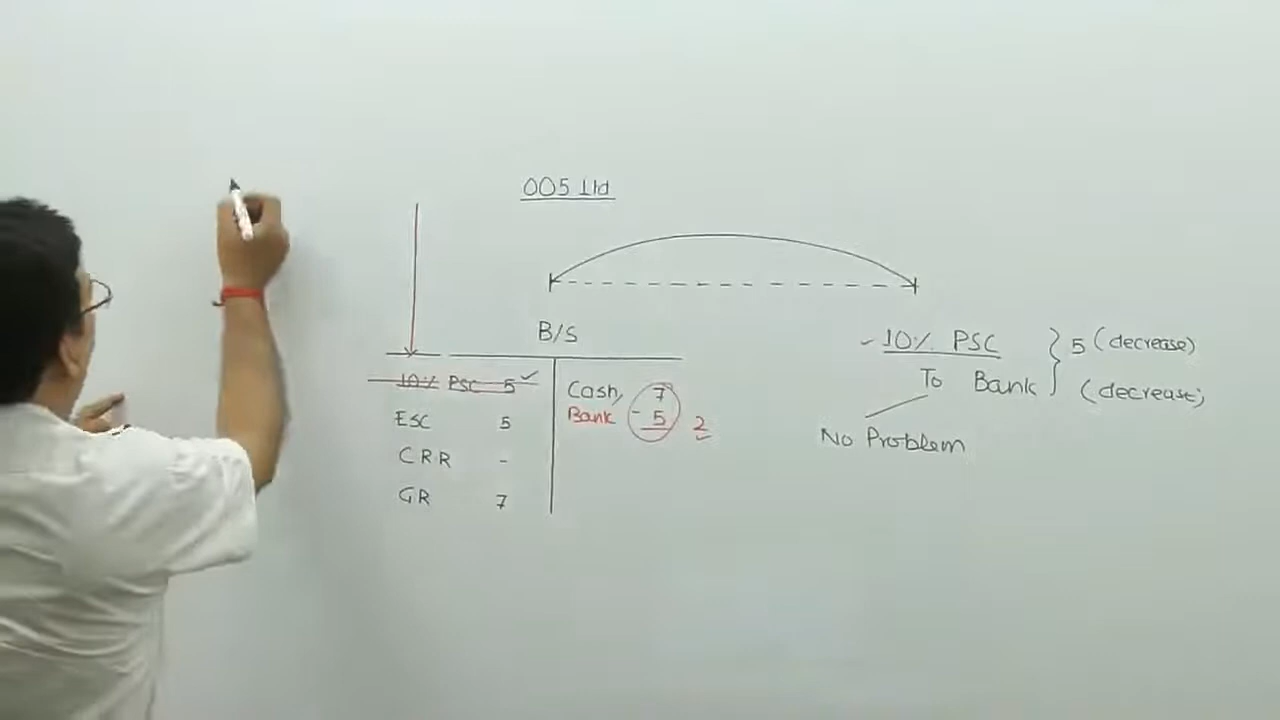 005 Ltd
B/S
10% PSC 5 ✓
ESC 5
CRR -
GR 7
Cash, 7
Bank - 5 2
10% PSC } 5 (decrease)
To Bank (decrease)
No Problem